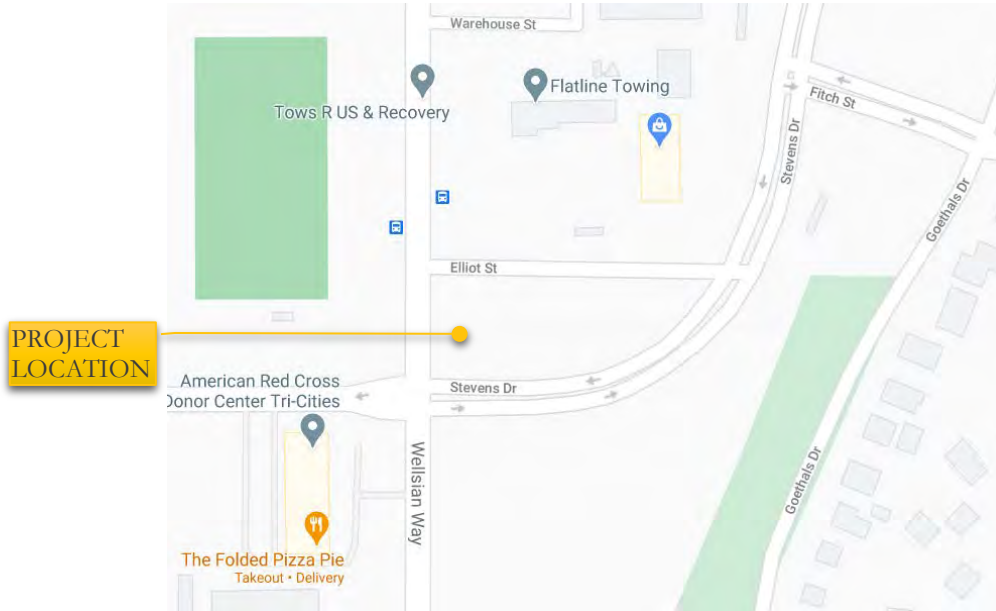 Warehouse St
Flatline Towing
Tows R US & Recovery
Fitch St
Stevens Dr
Goethals Dr
Elliot St
PROJECT
LOCATION
American Red Cross
Donor Center Tri-Cities
Stevens Dr
Wellsian Way
Goethals Dr
The Folded Pizza Pie
Takeout • Delivery